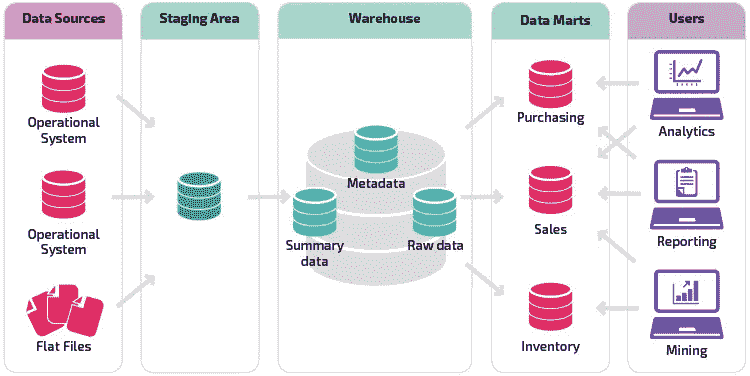 Data Sources
Staging Area
Warehouse
Data Marts
Users
Operational
System
Operational
System
Flat Files
Metadata
Summary
data
Raw data
Purchasing
Sales
Inventory
Analytics
Reporting
Mining